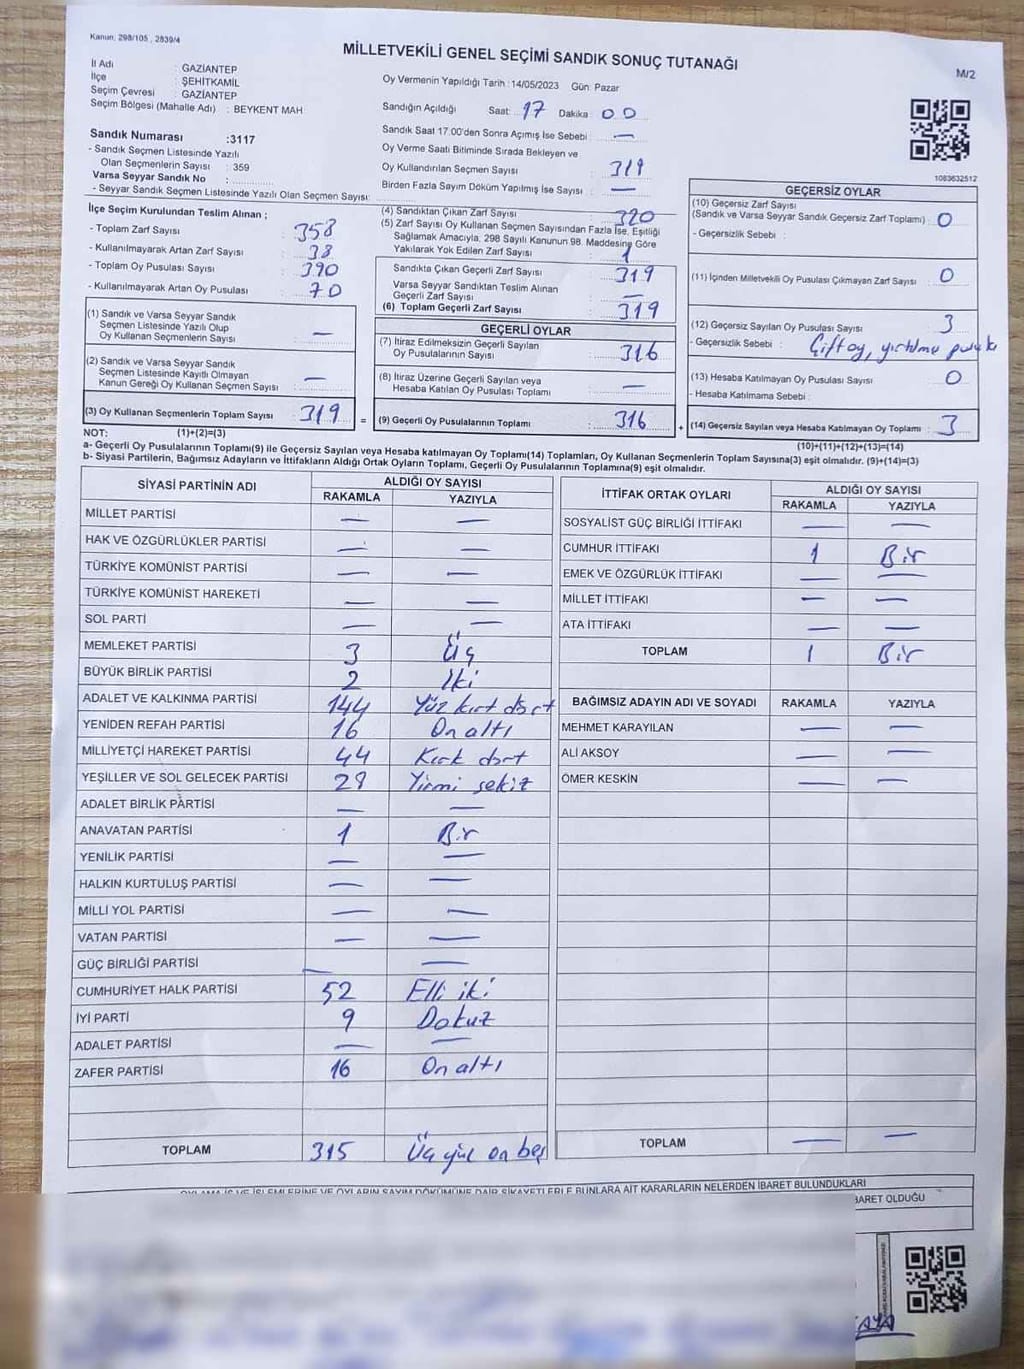 Kanun, 298/105, 2839/4
MİLLETVEKİLİ GENEL SEÇİMİ SANDIK SONUÇ TUTANAĞI
M/2
İl Adı : GAZİANTEP
İlçe : ŞEHİTKAMİL
Seçim Çevresi : GAZİANTEP
Seçim Bölgesi (Mahalle Adı) : BEYKENT MAH
Sandık Numarası :3117
- Sandık Seçmen Listesinde Yazılı
Olan Seçmenlerin Sayısı : 359
Varsa Seyyar Sandık No :
- Seyyar Sandık Seçmen Listesinde Yazılı Olan Seçmen Sayısı:
Oy Vermenin Yapıldığı Tarih :14/05/2023 Gün: Pazar
Sandığın Açıldığı Saat: 17 Dakika: 00
Sandık Saat 17.00'den Sonra Açımış İse Sebebi : —
Oy Verme Saati Bitiminde Sırada Bekleyen ve
Oy Kullandırılan Seçmen Sayısı : 319
Birden Fazla Sayım Döküm Yapılmış İse Sayısı : —
1083632512
İlçe Seçim Kurulundan Teslim Alınan ;
- Toplam Zarf Sayısı : 358
- Kullanılmayarak Artan Zarf Sayısı : 38
- Toplam Oy Pusulası Sayısı : 390
- Kullanılmayarak Artan Oy Pusulası : 70
(1) Sandık ve Varsa Seyyar Sandık
Seçmen Listesinde Yazılı Olup
Oy Kullanan Seçmenlerin Sayısı : —
(2) Sandık ve Varsa Seyyar Sandık
Seçmen Listesinde Kayıtlı Olmayan
Kanun Gereği Oy Kullanan Seçmen Sayısı : —
(3) Oy Kullanan Seçmenlerin Toplam Sayısı : 319 =
(4) Sandıktan Çıkan Zarf Sayısı : 320
(5) Zarf Sayısı Oy Kullanan Seçmen Sayısından Fazla İse, Eşitliği
Sağlamak Amacıyla, 298 Sayılı Kanunun 98. Maddesine Göre
Yakılarak Yok Edilen Zarf Sayısı : 1
Sandıkta Çıkan Geçerli Zarf Sayısı : 319
Varsa Seyyar Sandıktan Teslim Alınan
Geçerli Zarf Sayısı : —
(6) Toplam Geçerli Zarf Sayısı : 319
GEÇERLİ OYLAR
(7) İtiraz Edilmeksizin Geçerli Sayılan
Oy Pusulalarının Sayısı : 316
(8) İtiraz Üzerine Geçerli Sayılan veya
Hesaba Katılan Oy Pusulası Toplamı : —
(9) Geçerli Oy Pusulalarının Toplamı : 316 +
GEÇERSİZ OYLAR
(10) Geçersiz Zarf Sayısı
(Sandık ve Varsa Seyyar Sandık Geçersiz Zarf Toplamı) : 0
- Geçersizlik Sebebi :
(11) İçinden Milletvekili Oy Pusulası Çıkmayan Zarf Sayısı : 0
(12) Geçersiz Sayılan Oy Pusulası Sayısı : 3
- Geçersizlik Sebebi : Çift oy, yırtılmış
(13) Hesaba Katılmayan Oy Pusulası Sayısı : 0
- Hesaba Katılmama Sebebi :
(14) Geçersiz Sayılan veya Hesaba Katılmayan Oy Toplamı : 3
NOT: (1)+(2)=(3)
(10)+(11)+(12)+(13)=(14)
a- Geçerli Oy Pusulalarının Toplamı(9) ile Geçersiz Sayılan veya Hesaba katılmayan Oy Toplamı(14) Toplamları, Oy Kullanan Seçmenlerin Toplam Sayısına(3) eşit olmalıdır. (9)+(14)=(3)
b- Siyasi Partilerin, Bağımsız Adayların ve İttifakların Aldığı Ortak Oyların Toplamı, Geçerli Oy Pusulalarının Toplamına(9) eşit olmalıdır.
SİYASİ PARTİNİN ADI ALDIĞI OY SAYISI
RAKAMLA YAZIYLA
MİLLET PARTİSİ — —
HAK VE ÖZGÜRLÜKLER PARTİSİ — —
TÜRKİYE KOMÜNİST PARTİSİ — —
TÜRKİYE KOMÜNİST HAREKETİ — —
SOL PARTİ — —
MEMLEKET PARTİSİ 3 Üç
BÜYÜK BİRLİK PARTİSİ 2 İki
ADALET VE KALKINMA PARTİSİ 144 Yüz kırt dört
YENİDEN REFAH PARTİSİ 16 On altı
MİLLİYETÇİ HAREKET PARTİSİ 44 Kırk dört
YEŞİLLER VE SOL GELECEK PARTİSİ 28 Yirmi sekiz
ADALET BİRLİK PARTİSİ — —
ANAVATAN PARTİSİ 1 Bir
YENİLİK PARTİSİ — —
HALKIN KURTULUŞ PARTİSİ — —
MİLLİ YOL PARTİSİ — —
VATAN PARTİSİ — —
GÜÇ BİRLİĞİ PARTİSİ — —
CUMHURİYET HALK PARTİSİ 52 Elli iki
İYİ PARTİ 9 Dokuz
ADALET PARTİSİ — —
ZAFER PARTİSİ 16 On altı
TOPLAM 315 Üç yüz on beş
İTTİFAK ORTAK OYLARI ALDIĞI OY SAYISI
RAKAMLA YAZIYLA
SOSYALİST GÜÇ BİRLİĞİ İTTİFAKI — —
CUMHUR İTTİFAKI 1 Bir
EMEK VE ÖZGÜRLÜK İTTİFAKI — —
MİLLET İTTİFAKI — —
ATA İTTİFAKI — —
TOPLAM 1 Bir
BAĞIMSIZ ADAYIN ADI VE SOYADI RAKAMLA YAZIYLA
MEHMET KARAYILAN — —
ALİ AKSOY — —
ÖMER KESKİN — —
TOPLAM — —
OYLAMA İŞ VE İŞLEMLERİNE VE OYLARIN SAYIM DÖKÜMÜNE DAİR ŞİKAYETLERLE BUNLARA AİT KARARLARIN NELERDEN İBARET BULUNDUKLARI
İBARET OLDUĞU